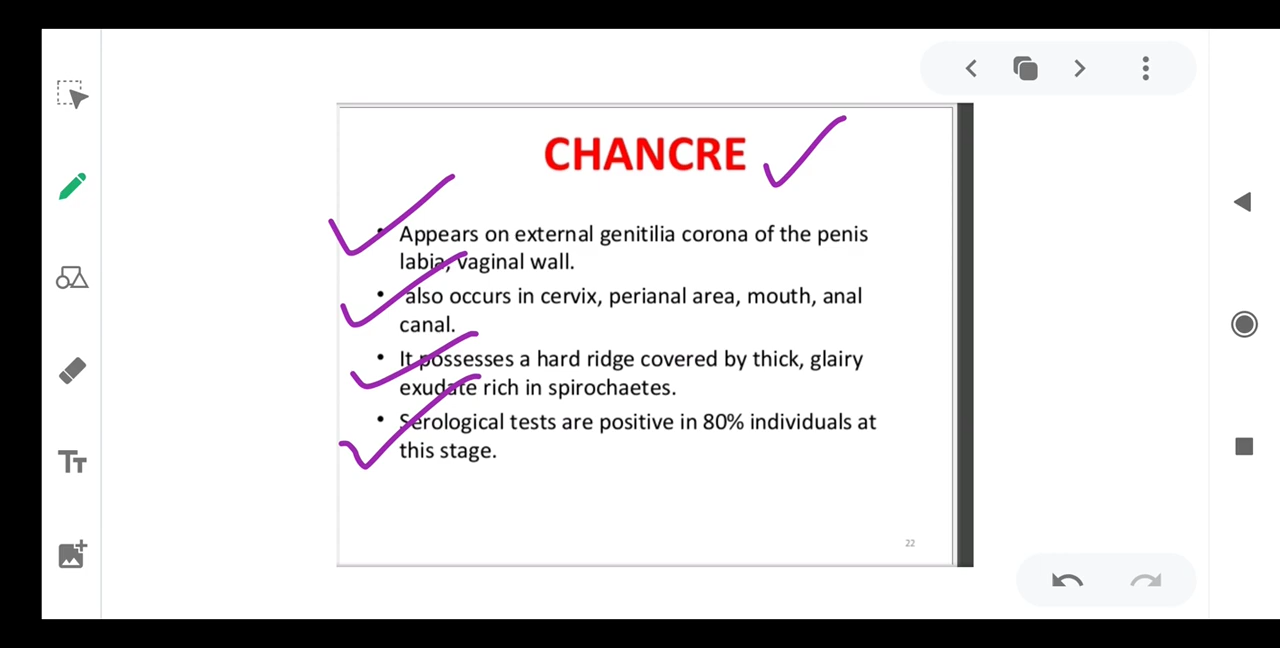 CHANCRE
• Appears on external genitilia corona of the penis
labia, vaginal wall.
• also occurs in cervix, perianal area, mouth, anal
canal.
• It possesses a hard ridge covered by thick, glairy
exudate rich in spirochaetes.
• Serological tests are positive in 80% individuals at
this stage.
22
TT